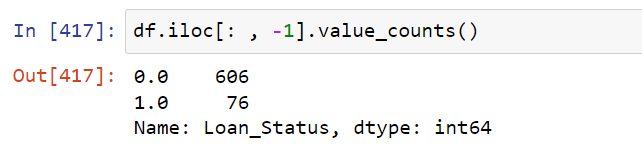 In [417]: df.iloc[: , -1].value_counts()
Out[417]: 0.0    606
1.0     76
Name: Loan_Status, dtype: int64